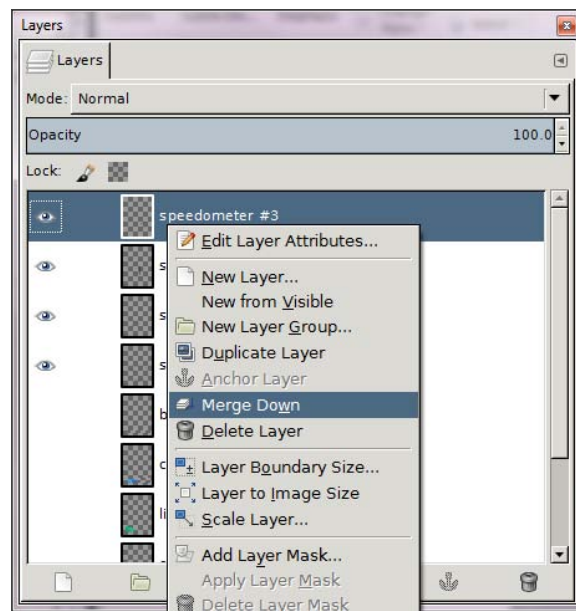 Layers
Layers
Mode: Normal
Opacity 100.0
Lock:
speedometer #3
s
s
s
b
c
li
Edit Layer Attributes...
New Layer...
New from Visible
New Layer Group...
Duplicate Layer
Anchor Layer
Merge Down
Delete Layer
Layer Boundary Size...
Layer to Image Size
Scale Layer...
Add Layer Mask...
Apply Layer Mask
Delete Layer Mask